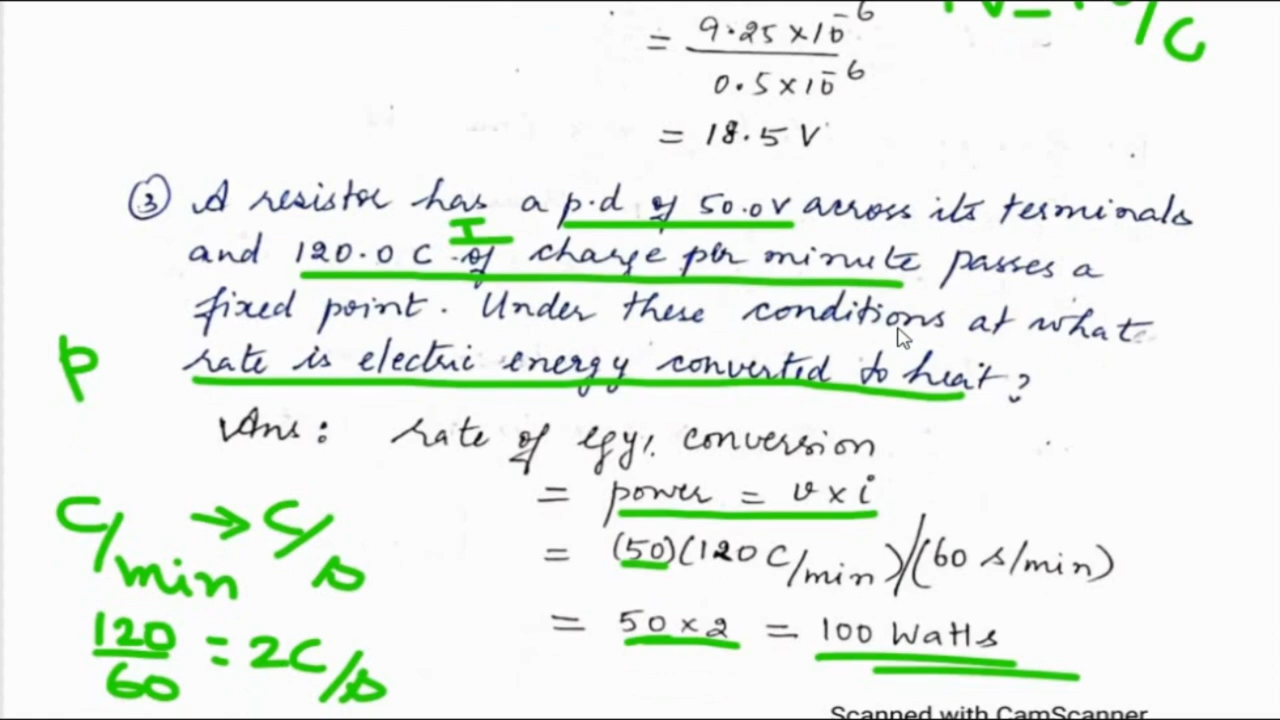 = 9.25 × 10⁻⁶ / 0.5 × 10⁻⁶
= 18.5 V
③ A resistor has a p.d of 50.0V across its terminals
I
and 120.0 C of charge per minute passes a
fixed point. Under these conditions at what
rate is electric energy converted to heat?
P
Ans: rate of egy. conversion
= power = v × i
C/min → C/s
= (50)(120 C/min)/(60 s/min)
= 50 × 2 = 100 Watts
120/60 = 2C/s
Scanned with CamScanner